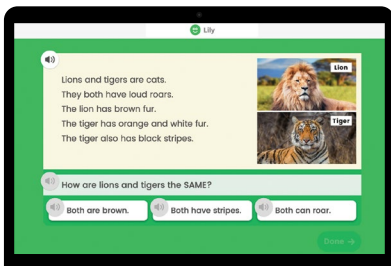 Lily
Lions and tigers are cats.
They both have loud roars.
The lion has brown fur.
The tiger has orange and white fur.
The tiger also has black stripes.
Lion
Tiger
How are lions and tigers the SAME?
Both are brown.
Both have stripes.
Both can roar.
Done →